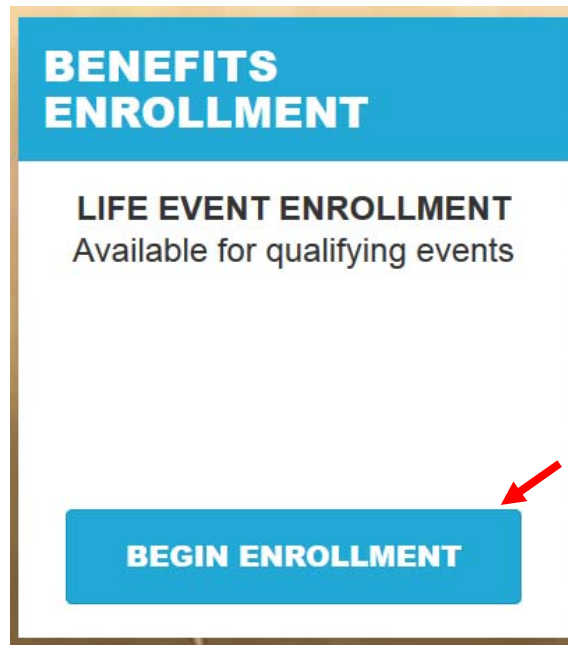 BENEFITS
ENROLLMENT
LIFE EVENT ENROLLMENT
Available for qualifying events
BEGIN ENROLLMENT